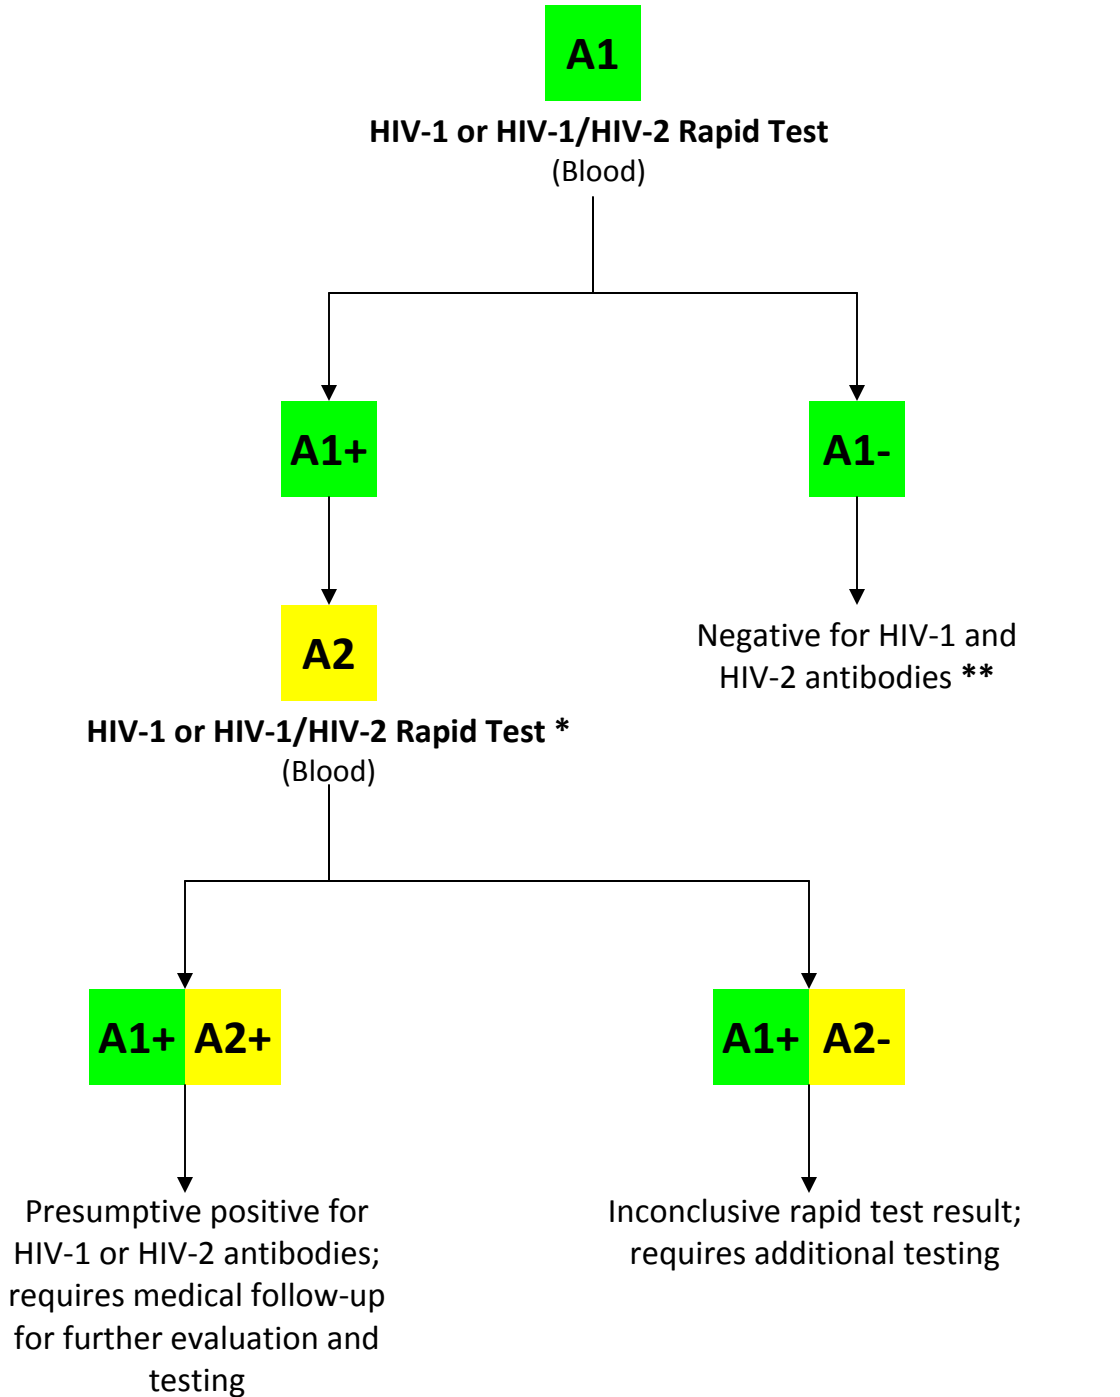 A1
HIV-1 or HIV-1/HIV-2 Rapid Test
(Blood)
A1+
A1-
A2
HIV-1 or HIV-1/HIV-2 Rapid Test *
(Blood)
Negative for HIV-1 and
HIV-2 antibodies **
A1+ A2+
A1+ A2-
Presumptive positive for
HIV-1 or HIV-2 antibodies;
requires medical follow-up
for further evaluation and
testing
Inconclusive rapid test result;
requires additional testing